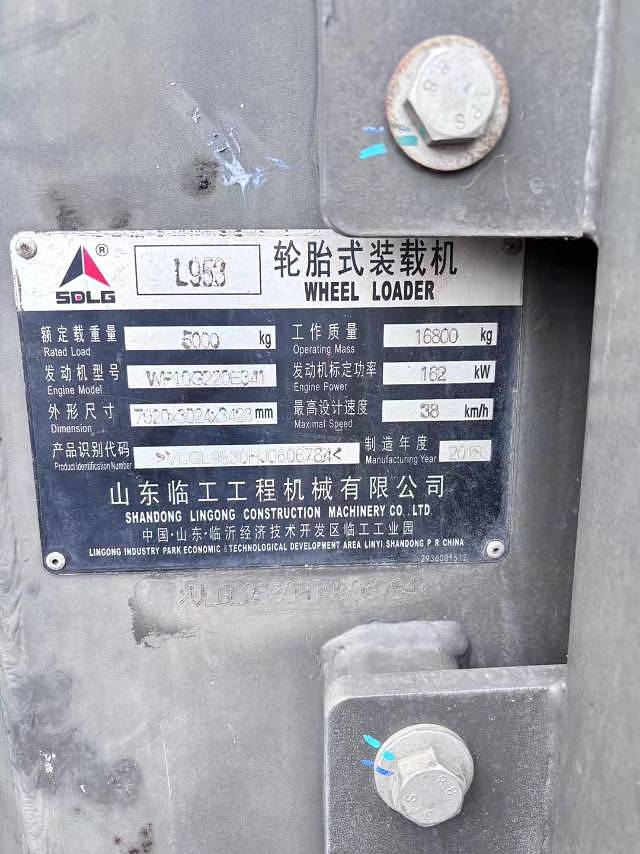 8.8
SDLG ®
L953
轮胎式装载机
WHEEL LOADER
额定载重量 5000 kg
Rated Load
工作质量 16800 kg
Operating Mass
发动机型号 WP10G220E341
Engine Model
发动机标定功率 162 kW
Engine Power
外形尺寸 mm
Dimension
最高设计速度 38 km/h
Maximal Speed
产品识别代码
Product Identification Number
制造年度
Manufacturing Year
山东临工工程机械有限公司
SHANDONG LINGONG CONSTRUCTION MACHINERY CO., LTD
中国·山东·临沂经济技术开发区临工工业园
LINGONG INDUSTRY PARK ECONOMIC & TECHNOLOGICAL DEVELOPMENT AREA LINYI SHANDONG P R CHINA
2936001512
8.8